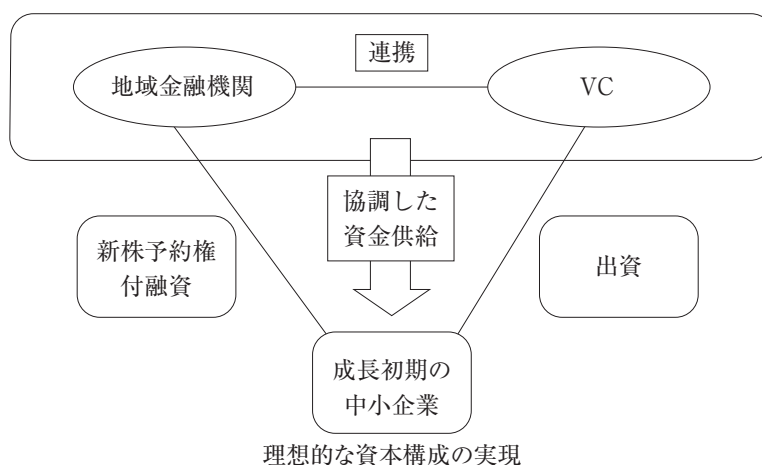 連携
地域金融機関
VC
協調した
資金供給
新株予約権
付融資
出資
成長初期の
中小企業
理想的な資本構成の実現